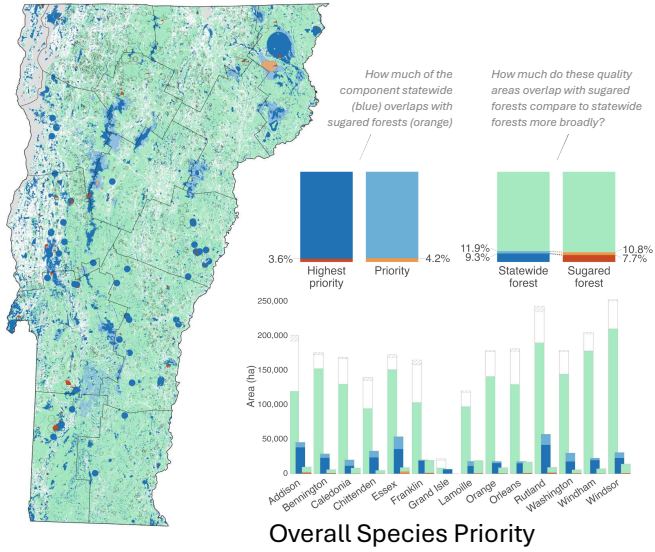 How much of the
component statewide
(blue) overlaps with
sugared forests (orange)
How much do these quality
areas overlap with sugared
forests compare to statewide
forests more broadly?
3.6%
4.2%
Highest
priority
Priority
11.9%
9.3%
10.8%
7.7%
Statewide
forest
Sugared
forest
Area (ha)
250,000
200,000
150,000
100,000
50,000
0
Addison
Bennington
Caledonia
Chittenden
Essex
Franklin
Grand Isle
Lamoille
Orange
Orleans
Rutland
Washington
Windham
Windsor
Overall Species Priority